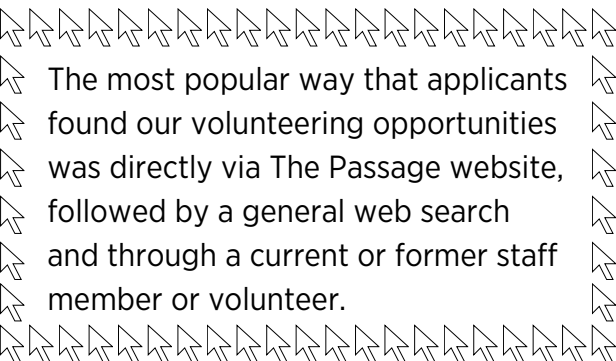 The most popular way that applicants
found our volunteering opportunities
was directly via The Passage website,
followed by a general web search
and through a current or former staff
member or volunteer.